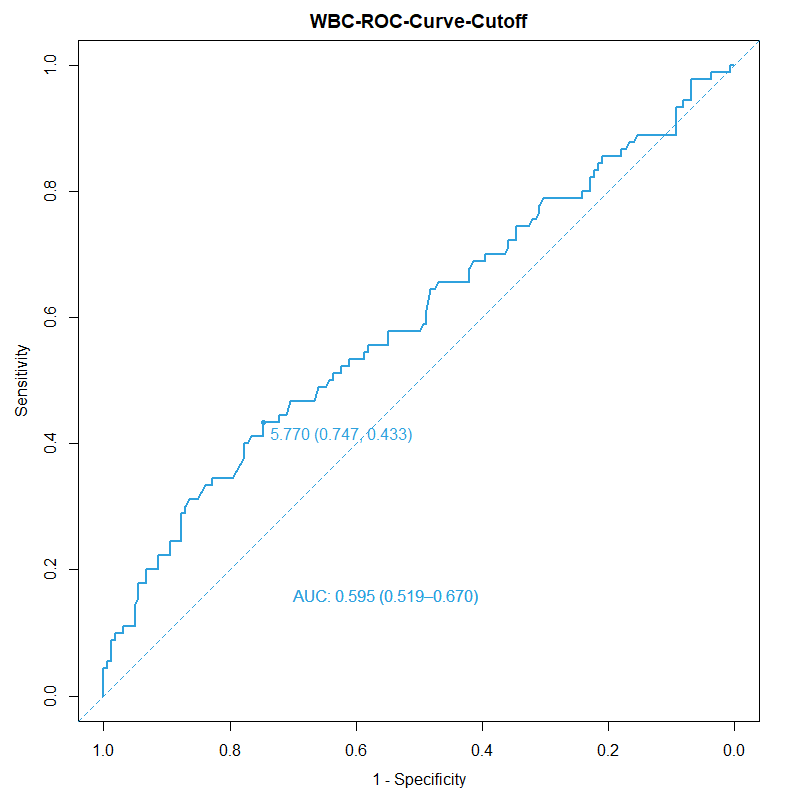 WBC-ROC-Curve-Cutoff
1.0
0.8
0.6
0.4
0.2
0.0
Sensitivity
5.770 (0.747, 0.433)
AUC: 0.595 (0.519–0.670)
1.0 0.8 0.6 0.4 0.2 0.0
1 - Specificity